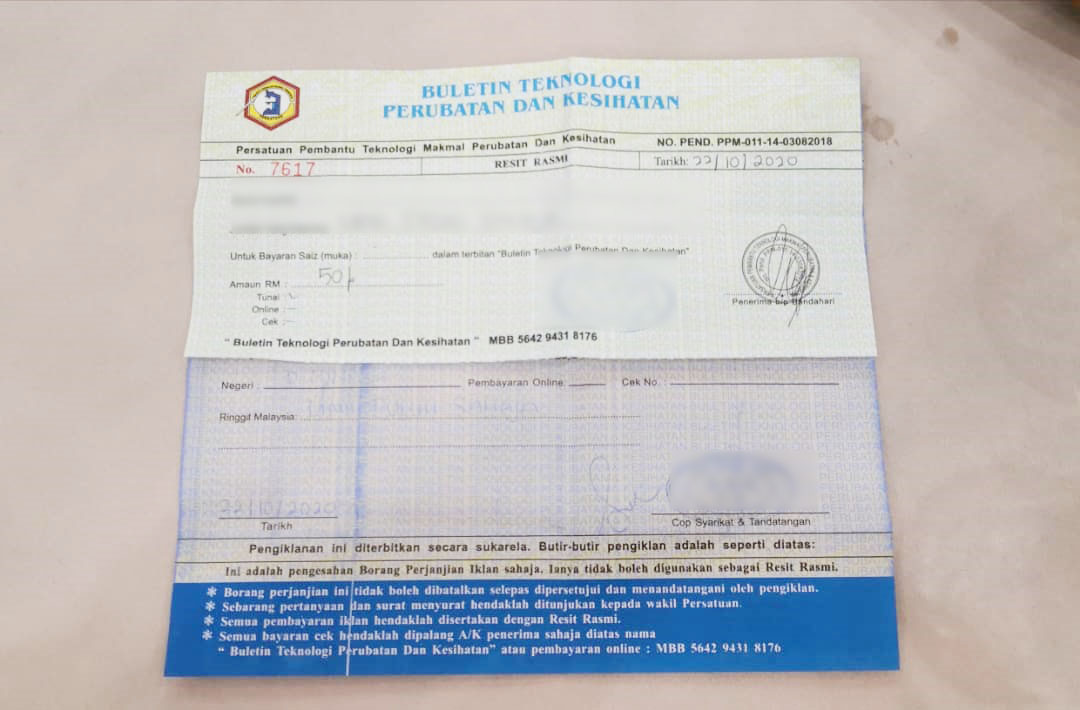 BULETIN TEKNOLOGI
PERUBATAN DAN KESIHATAN
Persatuan Pembantu Teknologi Makmal Perubatan Dan Kesihatan
NO. PEND. PPM-011-14-03082018
No. 7617
RESIT RASMI
Tarikh: 22/10/2020
Untuk Bayaran Saiz (muka) : dalam terbitan "Buletin Teknologi Perubatan Dan Kesihatan"
Amaun RM : 50/
Tunai :
Online :
Cek :
Penerima b/p Bendahari
" Buletin Teknologi Perubatan Dan Kesihatan " MBB 5642 9431 8176
Negeri : Pembayaran Online: Cek No. :
Ringgit Malaysia:
22/10/2020
Tarikh
Cop Syarikat & Tandatangan
Pengiklanan ini diterbitkan secara sukarela. Butir-butir pengiklan adalah seperti diatas:
Ini adalah pengesahan Borang Perjanjian Iklan sahaja, Ianya tidak boleh digunakan sebagai Resit Rasmi.
* Borang perjanjian ini tidak boleh dibatalkan selepas dipersetujui dan menandatangani oleh pengiklan.
* Sebarang pertanyaan dan surat menyurat hendaklah ditunjukan kepada wakil Persatuan.
* Semua pembayaran iklan hendaklah disertakan dengan Resit Rasmi.
* Semua bayaran cek hendaklah dipalang A/K penerima sahaja diatas nama
" Buletin Teknologi Perubatan Dan Kesihatan" atau pembayaran online : MBB 5642 9431 8176